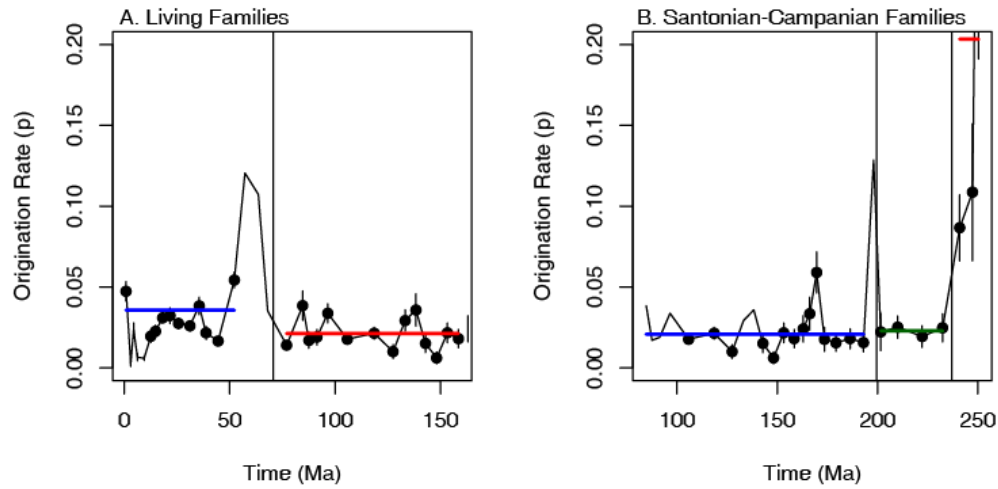 A. Living Families
Origination Rate (p)
0.20
0.15
0.10
0.05
0.00
0 50 100 150
Time (Ma)
B. Santonian-Campanian Families
Origination Rate (p)
0.20
0.15
0.10
0.05
0.00
100 150 200 250
Time (Ma)